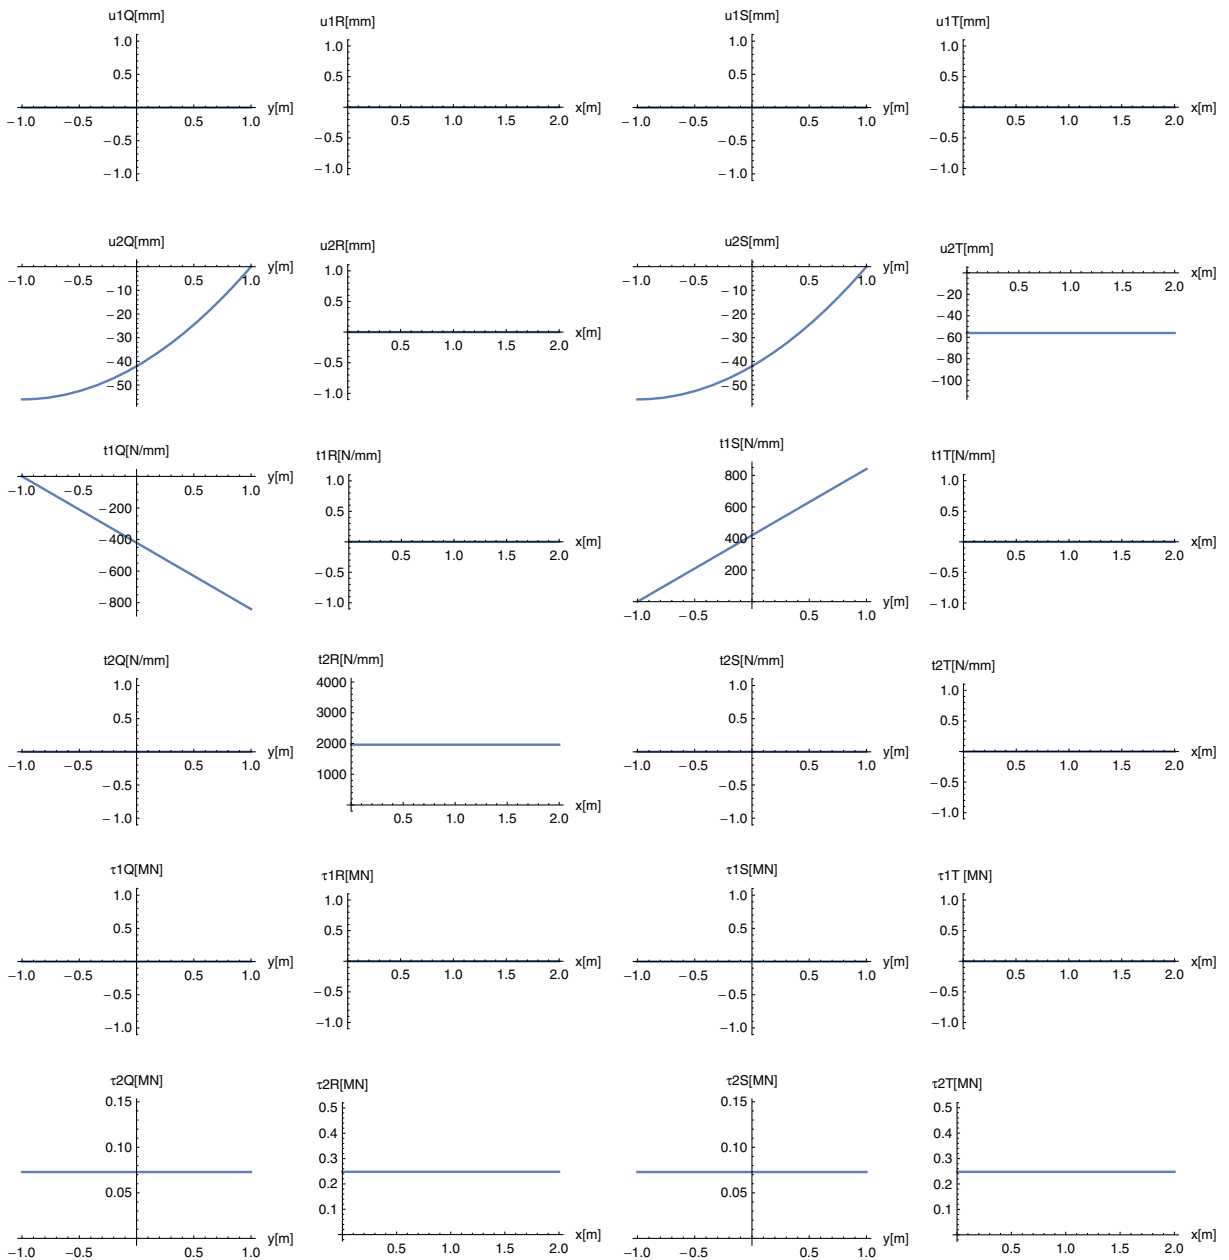 u1Q[mm] u1R[mm] u1S[mm] u1T[mm]
1.0 1.0 1.0 1.0
0.5 0.5 0.5 0.5
y[m] x[m] y[m] x[m]
−1.0 −0.5 0.5 1.0 0.5 1.0 1.5 2.0 −1.0 −0.5 0.5 1.0 0.5 1.0 1.5 2.0
−0.5 −0.5 −0.5 −0.5
−1.0 −1.0 −1.0 −1.0
u2Q[mm] u2R[mm] u2S[mm] u2T[mm]
y[m] 1.0 y[m] x[m]
−1.0 −0.5 0.5 1.0 0.5 −1.0 −0.5 0.5 1.0 0.5 1.0 1.5 2.0
−10 −10 −20
−20 x[m] −20 −40
−30 0.5 1.0 1.5 2.0 −30 −60
−40 −0.5 −40 −80
−50 −1.0 −50 −100
t1Q[N/mm] t1R[N/mm] t1S[N/mm] t1T[N/mm]
y[m] 1.0 800 1.0
−1.0 −0.5 0.5 1.0 0.5 600 0.5
−200 x[m] 400 x[m]
−400 0.5 1.0 1.5 2.0 200 0.5 1.0 1.5 2.0
−600 −0.5 y[m] −0.5
−800 −1.0 −1.0 −0.5 0.5 1.0 −1.0
t2Q[N/mm] t2R[N/mm] t2S[N/mm] t2T[N/mm]
1.0 4000 1.0 1.0
0.5 3000 0.5 0.5
y[m] 2000 y[m] x[m]
−1.0 −0.5 0.5 1.0 1000 −1.0 −0.5 0.5 1.0 0.5 1.0 1.5 2.0
−0.5 x[m] −0.5 −0.5
−1.0 0.5 1.0 1.5 2.0 −1.0 −1.0
τ1Q[MN] τ1R[MN] τ1S[MN] τ1T [MN]
1.0 1.0 1.0 1.0
0.5 0.5 0.5 0.5
y[m] x[m] y[m] x[m]
−1.0 −0.5 0.5 1.0 0.5 1.0 1.5 2.0 −1.0 −0.5 0.5 1.0 0.5 1.0 1.5 2.0
−0.5 −0.5 −0.5 −0.5
−1.0 −1.0 −1.0 −1.0
τ2Q[MN] τ2R[MN] τ2S[MN] τ2T[MN]
0.15 0.5 0.15 0.5
0.10 0.4 0.10 0.4
0.3 0.3
0.05 0.2 0.05 0.2
0.1 0.1
y[m] x[m] y[m] x[m]
−1.0 −0.5 0.5 1.0 0.5 1.0 1.5 2.0 −1.0 −0.5 0.5 1.0 0.5 1.0 1.5 2.0